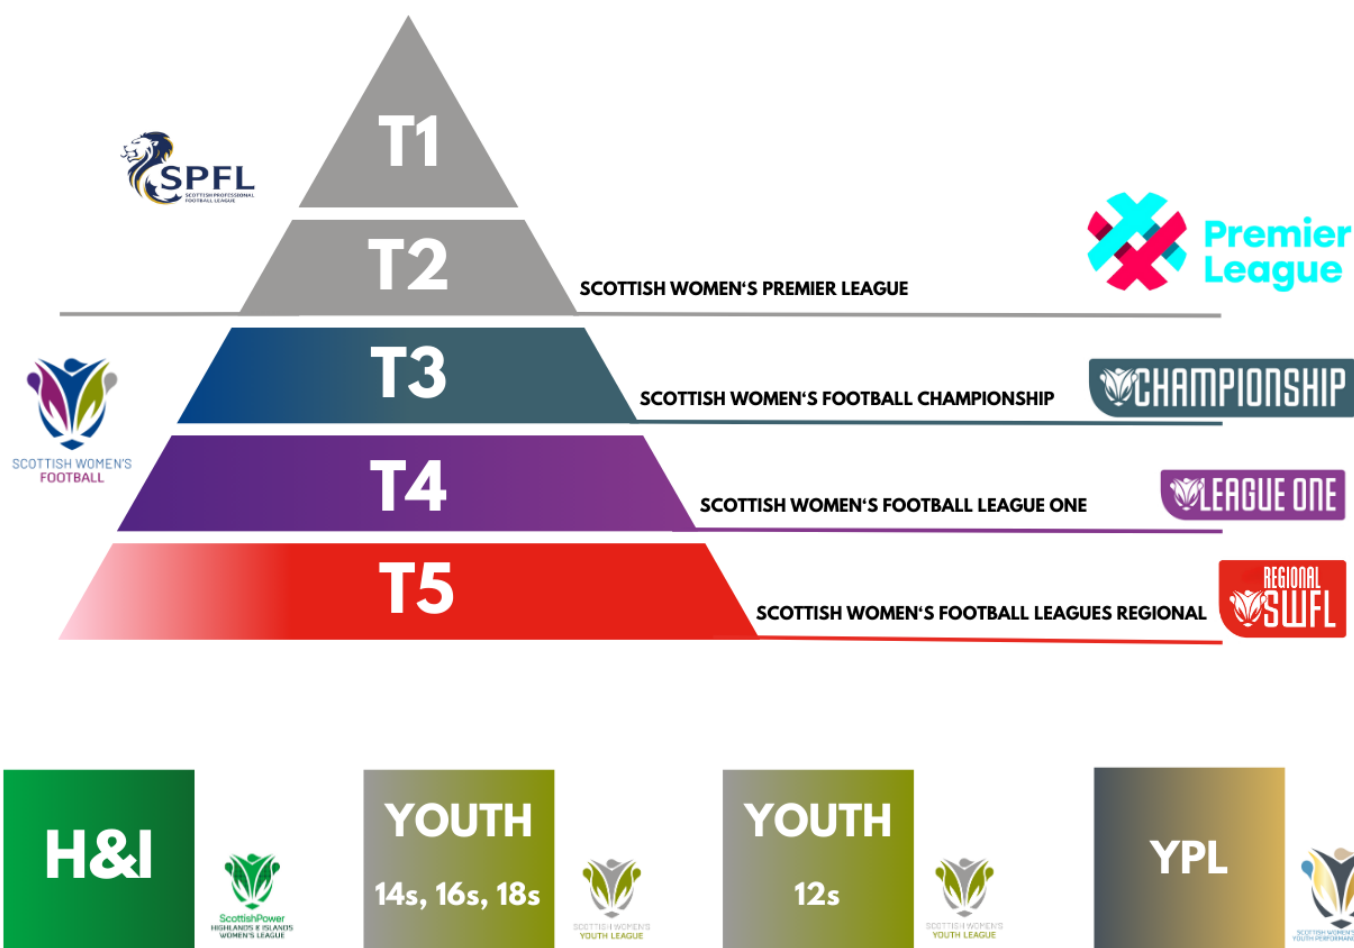 T1
SPFL
SCOTTISH PROFESSIONAL
FOOTBALL LEAGUE
T2
SCOTTISH WOMEN'S PREMIER LEAGUE
Premier
League
T3
SCOTTISH WOMEN'S FOOTBALL CHAMPIONSHIP
CHAMPIONSHIP
SCOTTISH WOMEN'S
FOOTBALL
T4
SCOTTISH WOMEN'S FOOTBALL LEAGUE ONE
LEAGUE ONE
T5
SCOTTISH WOMEN'S FOOTBALL LEAGUES REGIONAL
REGIONAL
SWFL
H&I
ScottishPower
HIGHLANDS & ISLANDS
WOMEN'S LEAGUE
YOUTH
14s, 16s, 18s
SCOTTISH WOMEN'S
YOUTH LEAGUE
YOUTH
12s
SCOTTISH WOMEN'S
YOUTH LEAGUE
YPL
SCOTTISH WOMEN'S
YOUTH